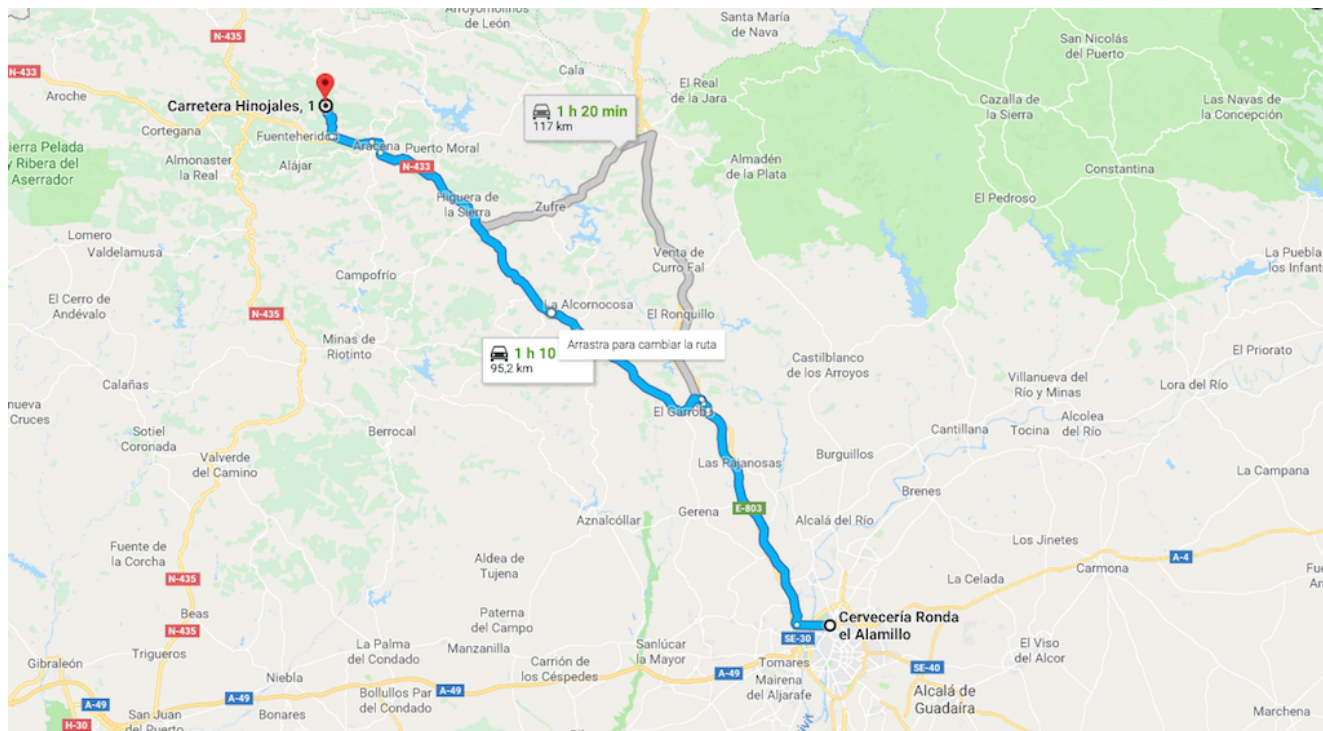 Arroyomolinos
de León
Santa María
de Nava
San Nicolás
del Puerto
N-435
N-433
Cala
El Real
de la Jara
Cazalla de
la Sierra
Las Navas de
la Concepción
Aroche
Carretera Hinojales, 1
1 h 20 min
117 km
Cortegana
Fuenteherido
Aracena
Puerto Moral
Sierra Pelada
y Ribera del
Aserrador
Almonaster
la Real
Alájar
N-433
Almadén
de la Plata
Constantina
El Pedroso
Higuera de
la Sierra
Zufre
Lomero
Valdelamusa
Venta de
Curro Fal
La Puebla
los Infant
Campofrío
El Cerro de
Andévalo
N-435
La Alcornocosa
El Ronquillo
Minas de
Riotinto
1 h 10
95,2 km
Arrastra para cambiar la ruta
Castilblanco
de los Arroyos
El Priorato
Calañas
Villanueva del
Río y Minas
Lora del Río
nueva
Cruces
El Garrobo
Sotiel
Coronada
Berrocal
Cantillana
Tocina
Alcolea
del Río
Valverde
del Camino
Las Pajanosas
Burguillos
La Campana
Brenes
E-803
Gerena
Aznalcóllar
Alcalá del Río
Fuente de
la Corcha
Aldea de
Tujena
Los Jinetes
A-4
Carmona
Fue
An
N-435
La Celada
Beas
Paterna
del Campo
Cervecería Ronda
el Alamillo
N-435
SE-30
Trigueros
La Palma
del Condado
Manzanilla
Sanlúcar
la Mayor
El Viso
del Alcor
Gibraleón
Carrión de
los Céspedes
A-49
Tomares
Mairena
del Aljarafe
SE-40
Niebla
A-49
A-49
Bollullos Par
del Condado
A-49
Alcalá de
Guadaíra
San Juan
del Puerto
Bonares
H-30
Marchena